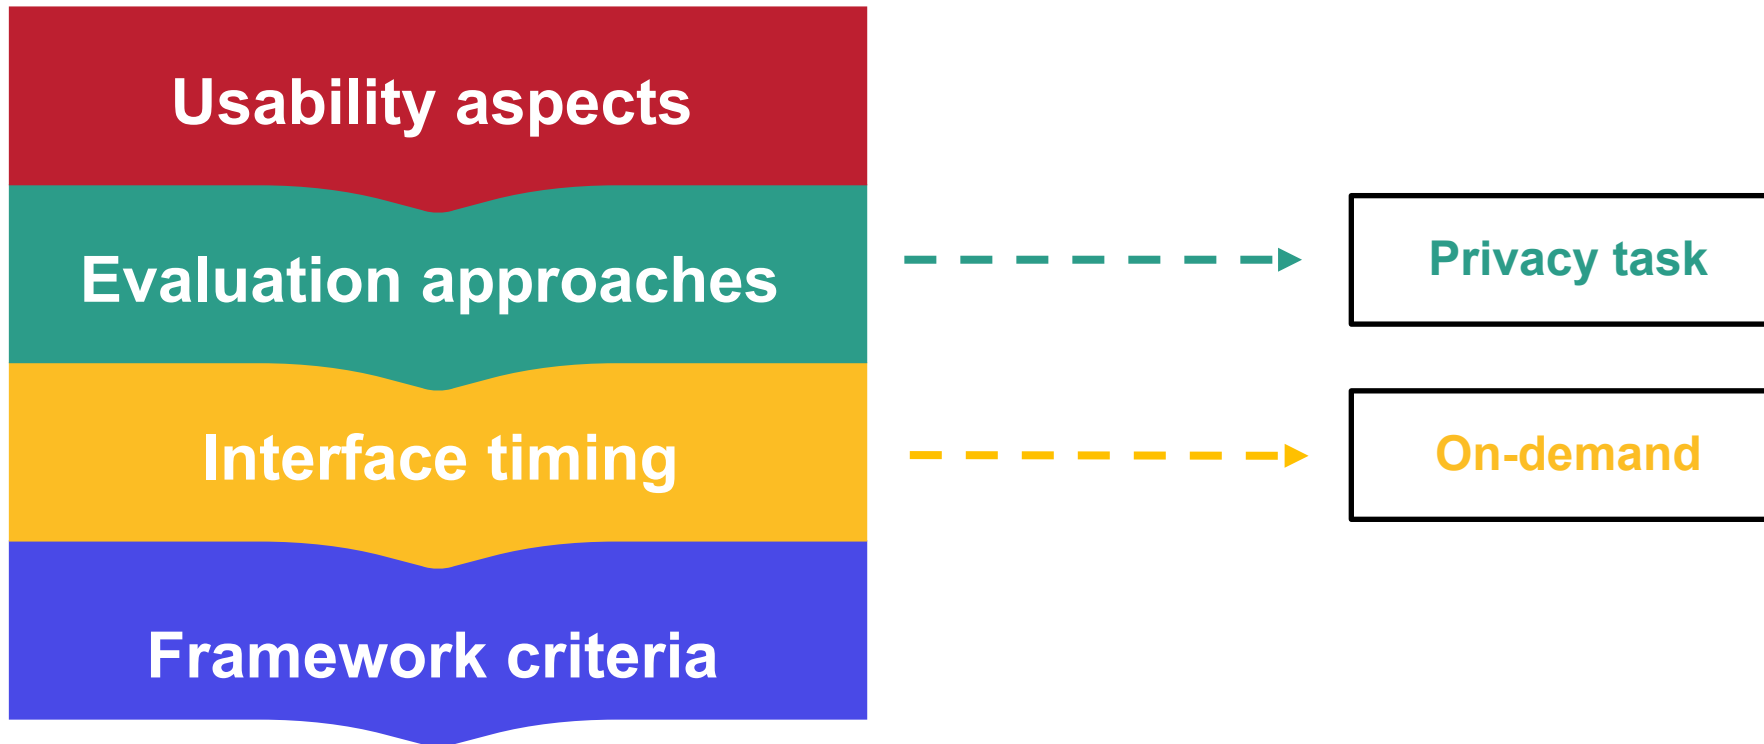 Usability aspects
Evaluation approaches
Privacy task
Interface timing
On-demand
Framework criteria